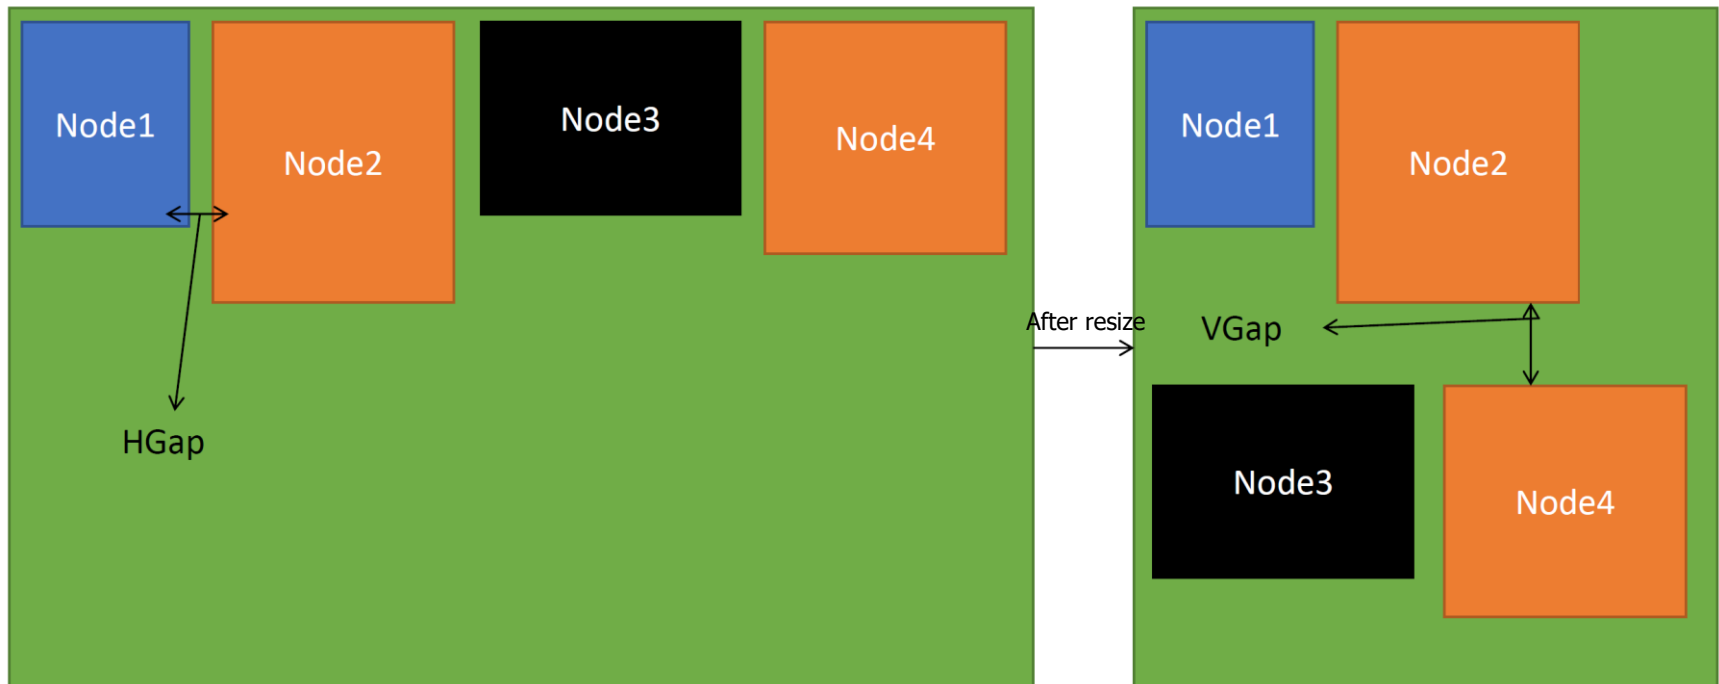 Node1
Node2
Node3
Node4
HGap
After resize
Node1
Node2
VGap
Node3
Node4